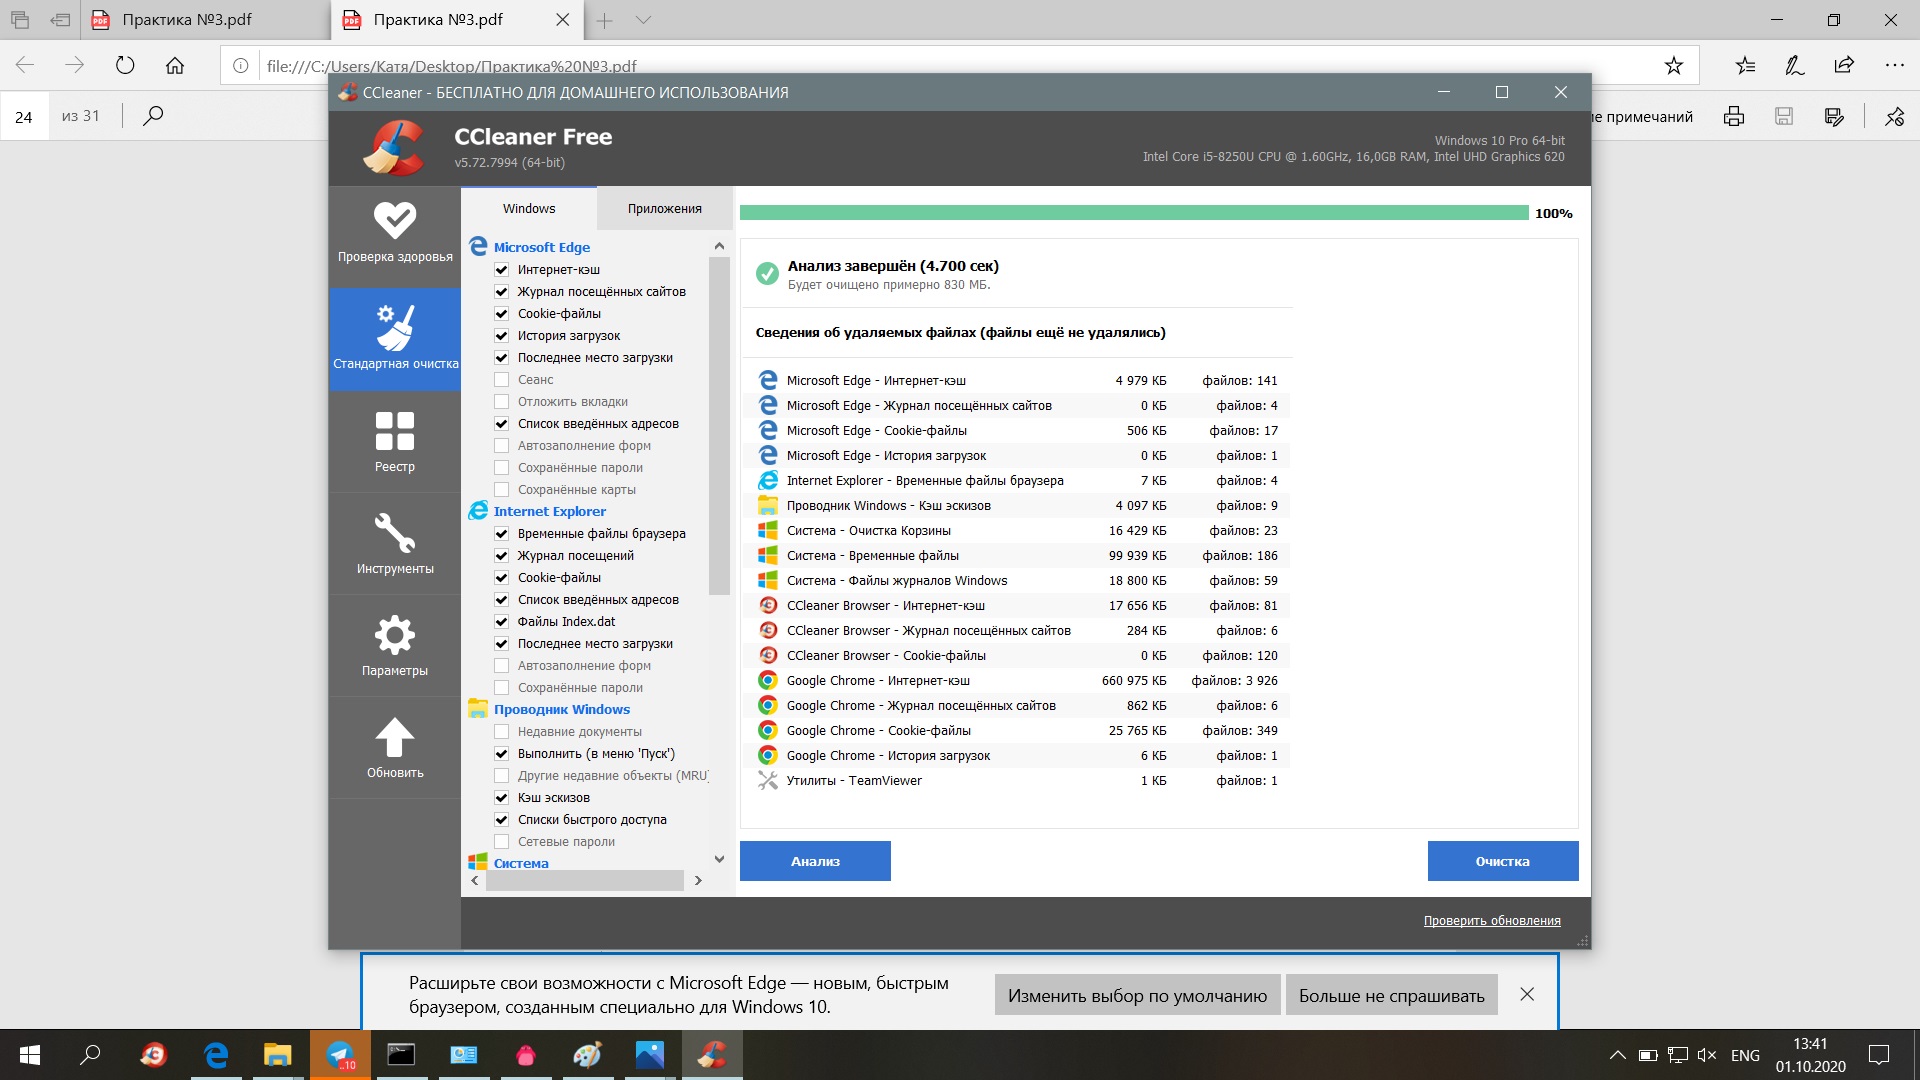 Практика №3.pdf
Практика №3.pdf
file:///C:/Users/Катя/Desktop/Практика%20№3.pdf
24 из 31
е примечаний
CCleaner - БЕСПЛАТНО ДЛЯ ДОМАШНЕГО ИСПОЛЬЗОВАНИЯ
CCleaner Free
v5.72.7994 (64-bit)
Windows 10 Pro 64-bit
Intel Core i5-8250U CPU @ 1.60GHz, 16,0GB RAM, Intel UHD Graphics 620
Проверка здоровья
Стандартная очистка
Реестр
Инструменты
Параметры
Обновить
Windows
Приложения
Microsoft Edge
Интернет-кэш
Журнал посещённых сайтов
Cookie-файлы
История загрузок
Последнее место загрузки
Сеанс
Отложить вкладки
Список введённых адресов
Автозаполнение форм
Сохранённые пароли
Сохранённые карты
Internet Explorer
Временные файлы браузера
Журнал посещений
Cookie-файлы
Список введённых адресов
Файлы Index.dat
Последнее место загрузки
Автозаполнение форм
Сохранённые пароли
Проводник Windows
Недавние документы
Выполнить (в меню 'Пуск')
Другие недавние объекты (MRU)
Кэш эскизов
Списки быстрого доступа
Сетевые пароли
Система
100%
Анализ завершён (4.700 сек)
Будет очищено примерно 830 МБ.
Сведения об удаляемых файлах (файлы ещё не удалялись)
Microsoft Edge - Интернет-кэш 4 979 КБ файлов: 141
Microsoft Edge - Журнал посещённых сайтов 0 КБ файлов: 4
Microsoft Edge - Cookie-файлы 506 КБ файлов: 17
Microsoft Edge - История загрузок 0 КБ файлов: 1
Internet Explorer - Временные файлы браузера 7 КБ файлов: 4
Проводник Windows - Кэш эскизов 4 097 КБ файлов: 9
Система - Очистка Корзины 16 429 КБ файлов: 23
Система - Временные файлы 99 939 КБ файлов: 186
Система - Файлы журналов Windows 18 800 КБ файлов: 59
CCleaner Browser - Интернет-кэш 17 656 КБ файлов: 81
CCleaner Browser - Журнал посещённых сайтов 284 КБ файлов: 6
CCleaner Browser - Cookie-файлы 0 КБ файлов: 120
Google Chrome - Интернет-кэш 660 975 КБ файлов: 3 926
Google Chrome - Журнал посещённых сайтов 862 КБ файлов: 6
Google Chrome - Cookie-файлы 25 765 КБ файлов: 349
Google Chrome - История загрузок 6 КБ файлов: 1
Утилиты - TeamViewer 1 КБ файлов: 1
Анализ
Очистка
Проверить обновления
Расширьте свои возможности с Microsoft Edge — новым, быстрым
браузером, созданным специально для Windows 10.
Изменить выбор по умолчанию
Больше не спрашивать
..10
ENG
13:41
01.10.2020